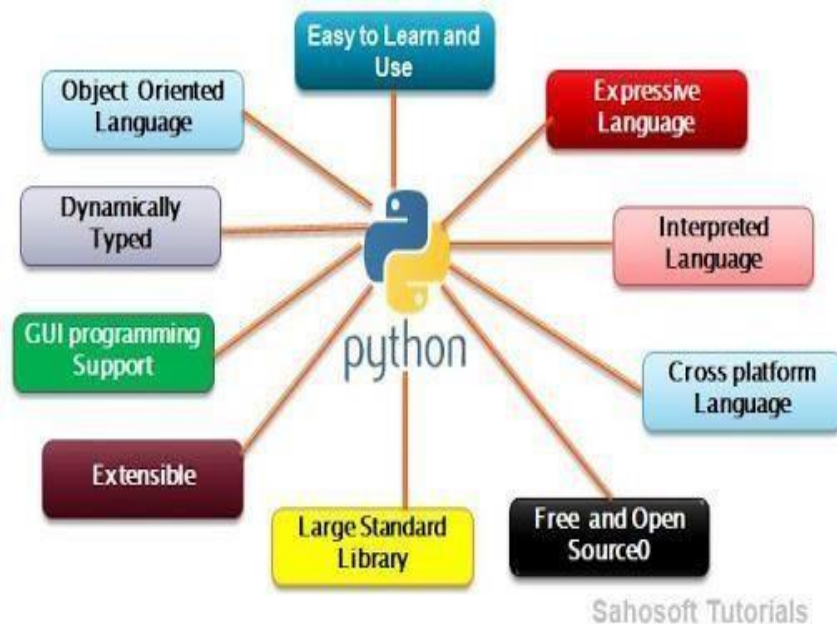 Easy to Learn and
Use
Object Oriented
Language
Expressive
Language
Dynamically
Typed
Interpreted
Language
GUI programming
Support
python
Cross platform
Language
Extensible
Large Standard
Library
Free and Open
Source0
Sahosoft Tutorials